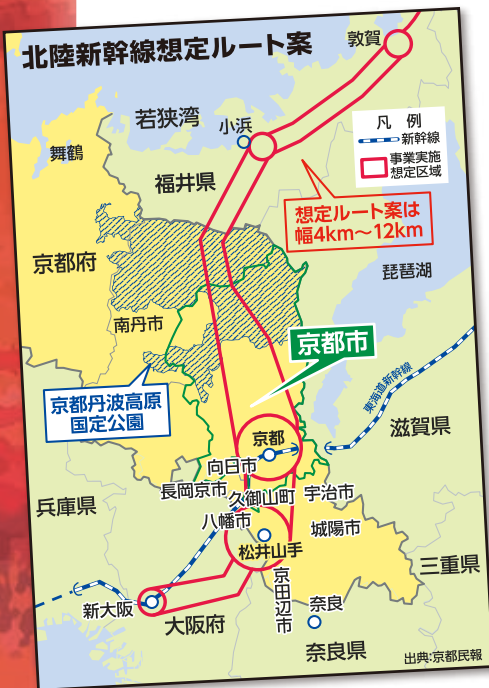 北陸新幹線想定ルート案
敦賀
若狭湾
小浜
舞鶴
凡　例
新幹線
事業実施
想定区域
福井県
想定ルート案は
幅4km～12km
京都府
琵琶湖
南丹市
京都市
京都丹波高原
国定公園
東海道新幹線
京都
滋賀県
向日市
長岡京市
久御山町
宇治市
兵庫県
八幡市
城陽市
松井山手
三重県
京田辺市
新大阪
奈良
大阪府
奈良県
出典:京都民報